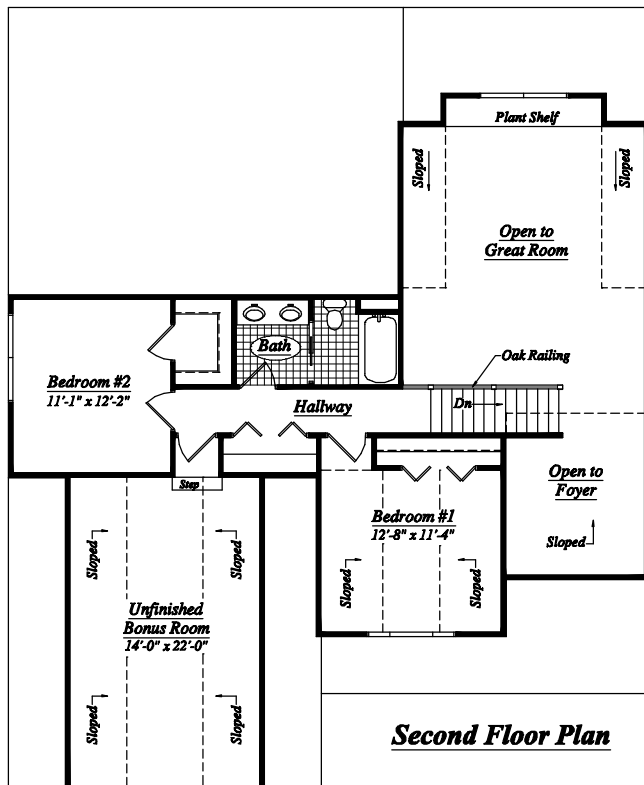 Plant Shelf
Sloped
Sloped
Open to
Great Room
Bath
Oak Railing
Bedroom #2
11'-1" x 12'-2"
Hallway
Dn
Step
Open to
Foyer
Bedroom #1
12'-8" x 11'-4"
Sloped
Sloped
Sloped
Sloped
Sloped
Unfinished
Bonus Room
14'-0" x 22'-0"
Sloped
Sloped
Second Floor Plan